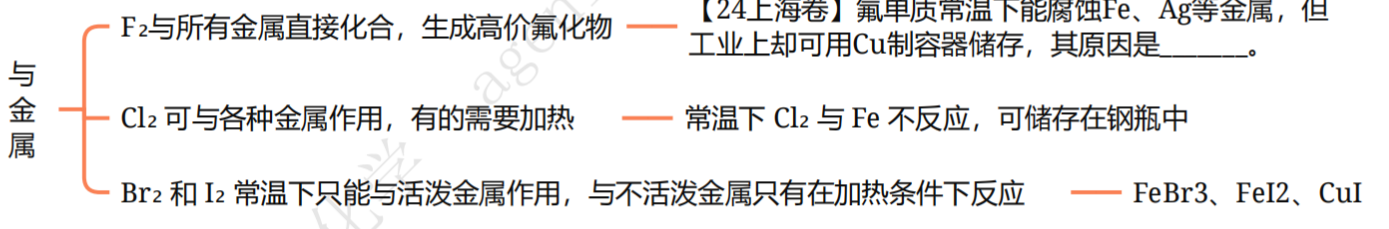 与金属
F₂与所有金属直接化合，生成高价氟化物
【24上海卷】氟单质常温下能腐蚀Fe、Ag等金属，但
工业上却可用Cu制容器储存，其原因是_______。
Cl₂ 可与各种金属作用，有的需要加热
常温下 Cl₂ 与 Fe 不反应，可储存在钢瓶中
Br₂ 和 I₂ 常温下只能与活泼金属作用，与不活泼金属只有在加热条件下反应
FeBr3、FeI2、CuI
化学